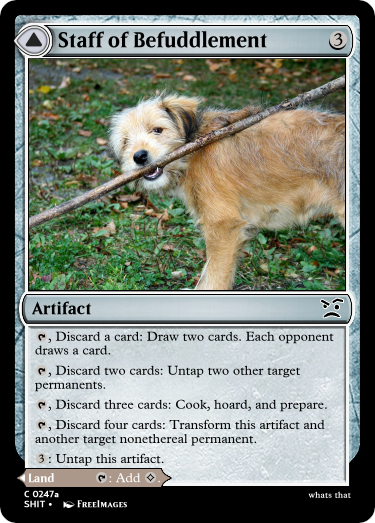 Staff of Befuddlement 3
Artifact
, Discard a card: Draw two cards. Each opponent
draws a card.
, Discard two cards: Untap two other target
permanents.
, Discard three cards: Cook, hoard, and prepare.
, Discard four cards: Transform this artifact and
another target nonethereal permanent.
3: Untap this artifact.
Land : Add .
C 0247a
SHIT • FreeImages whats that